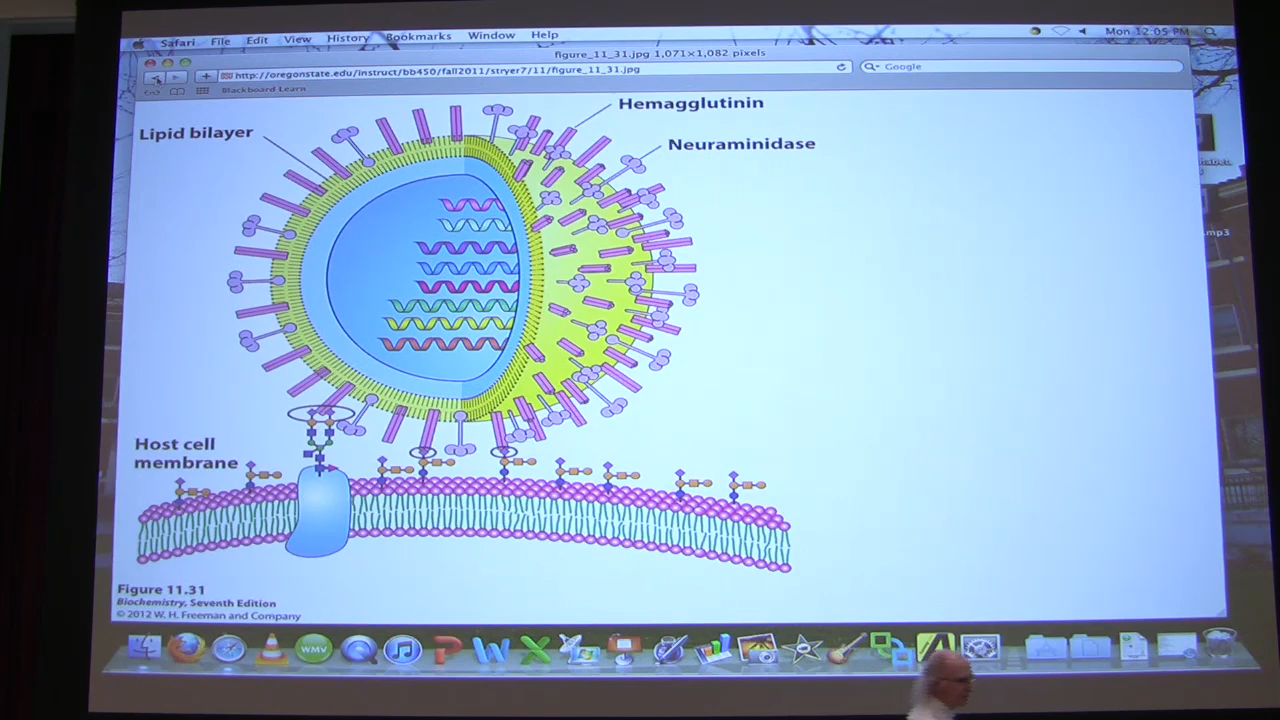 Safari File Edit View History Bookmarks Window Help
Mon 12:05 PM
figure_11_31.jpg 1,071×1,082 pixels
http://oregonstate.edu/instruct/bb450/fall2011/stryer7/11/figure_11_31.jpg
Google
Blackboard Learn
Hemagglutinin
Lipid bilayer
Neuraminidase
.mp3
Host cell
membrane
Figure 11.31
Biochemistry, Seventh Edition
© 2012 W. H. Freeman and Company
WMV